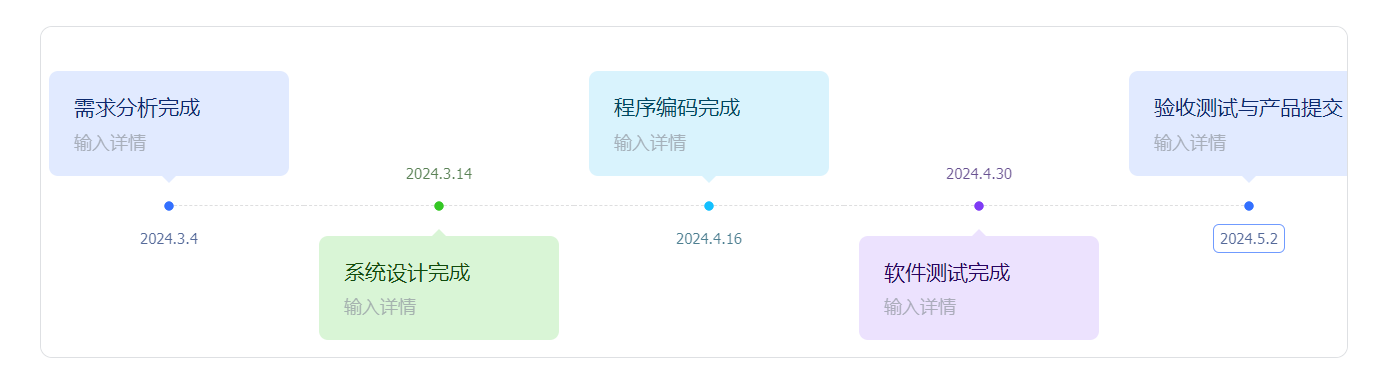 需求分析完成
输入详情
2024.3.4
2024.3.14
系统设计完成
输入详情
程序编码完成
输入详情
2024.4.16
2024.4.30
软件测试完成
输入详情
验收测试与产品提交
输入详情
2024.5.2